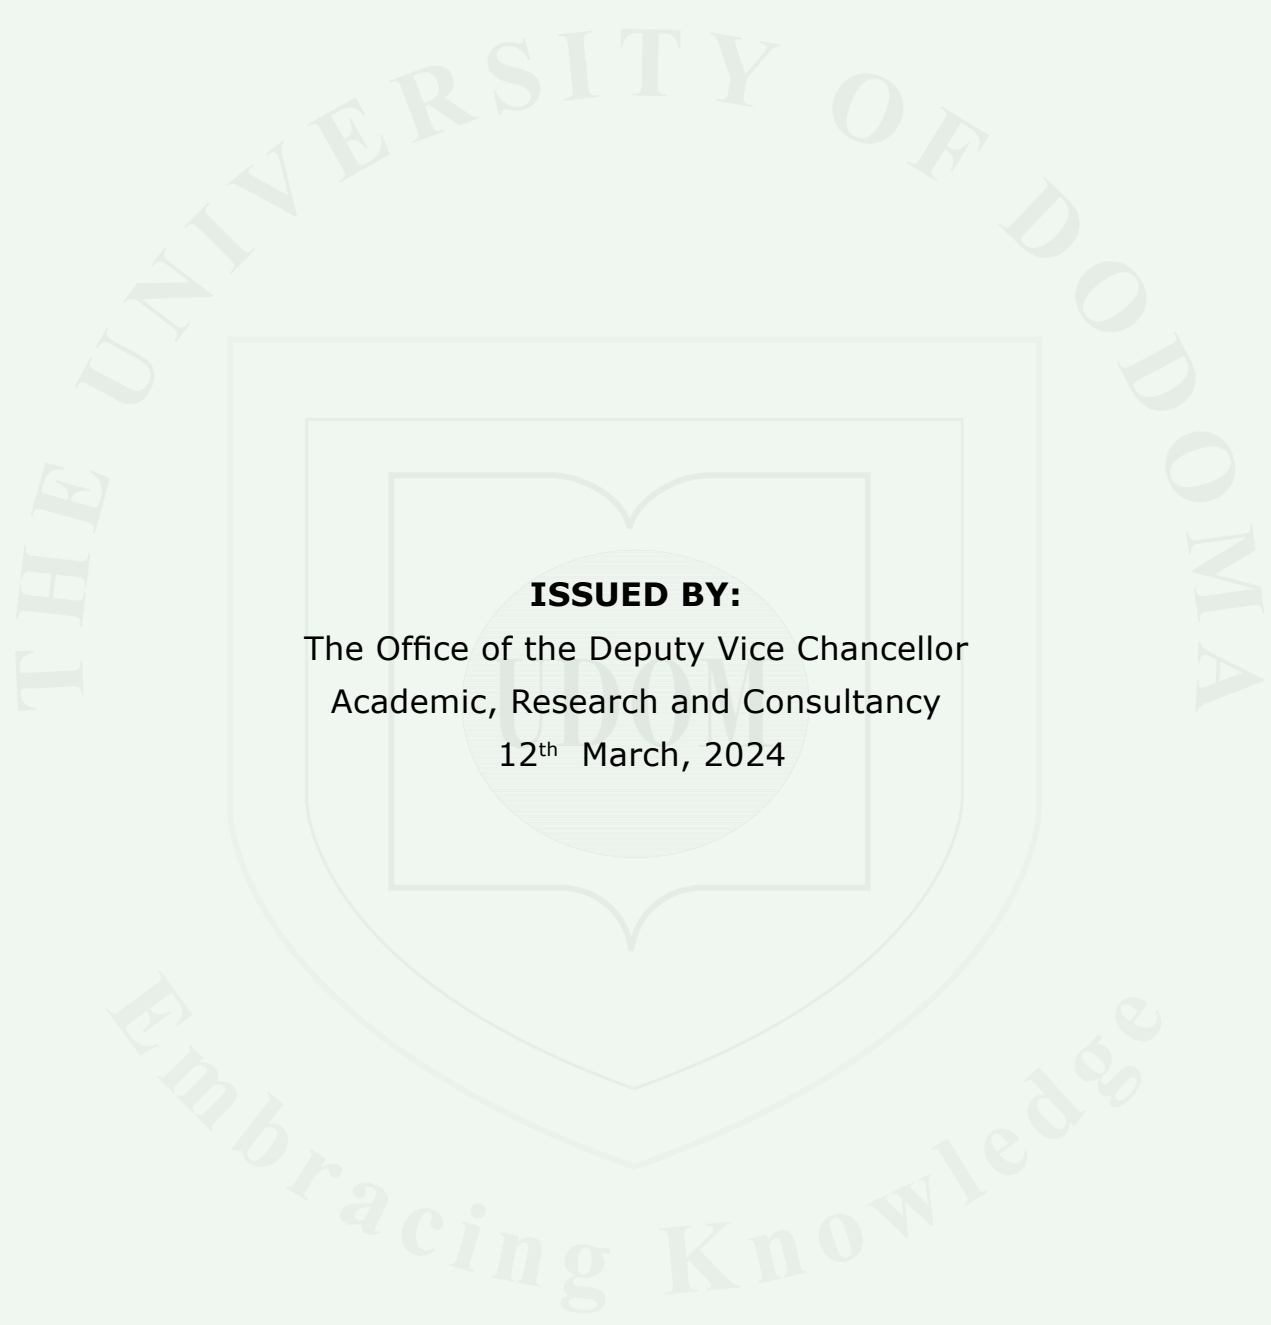 THE UNIVERSITY OF DODOMA
ISSUED BY:
The Office of the Deputy Vice Chancellor
UDOM
Academic, Research and Consultancy
12th March, 2024
Embracing Knowledge